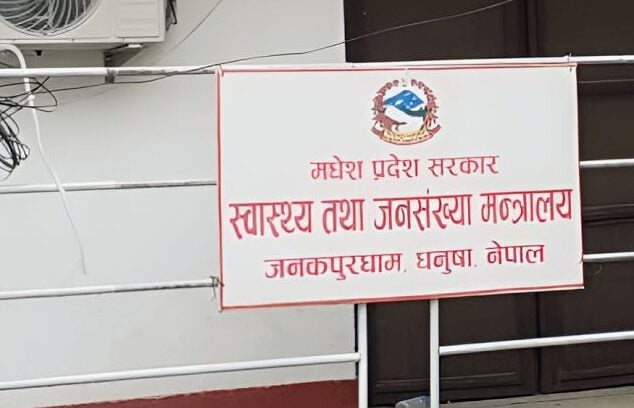 मधेश प्रदेश सरकार
स्वास्थ्य तथा जनसंख्या मन्त्रालय
जनकपुरधाम, धनुषा, नेपाल